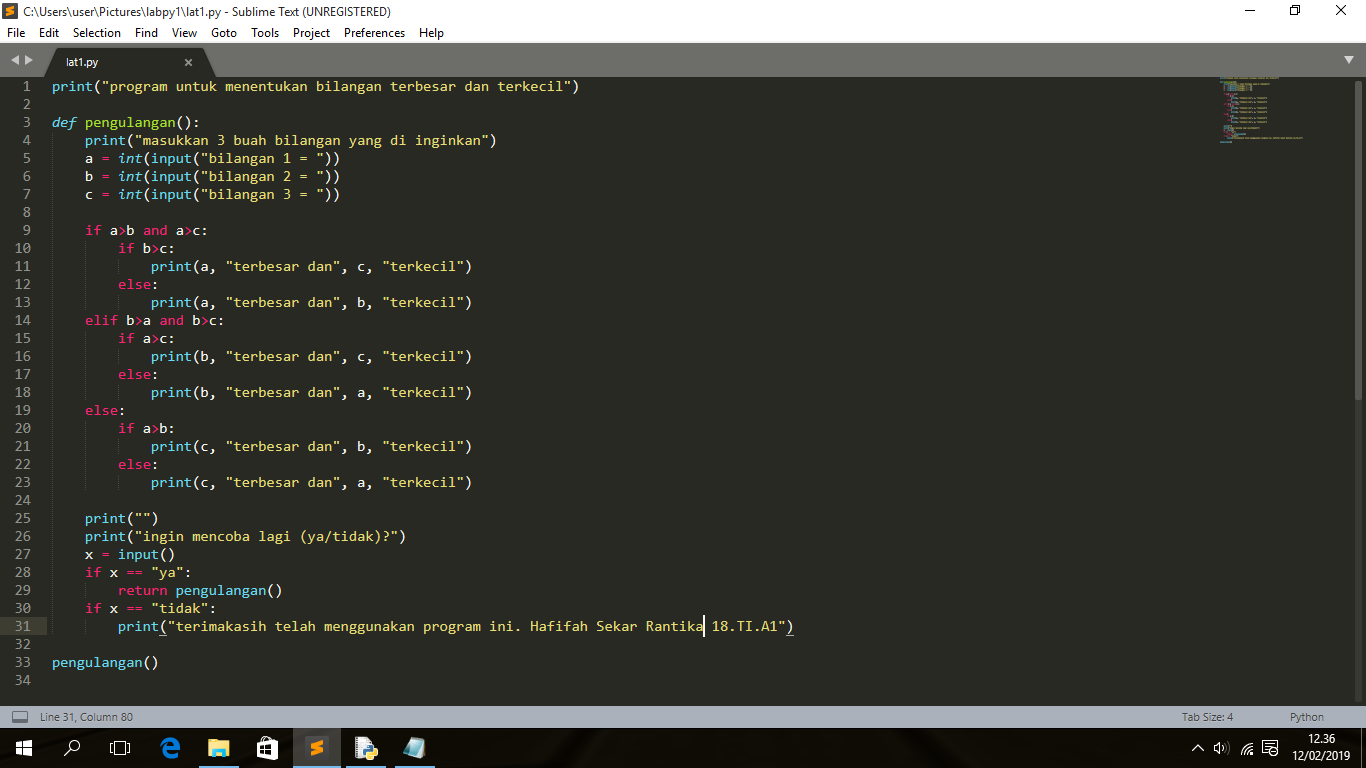 C:\Users\user\Pictures\labpy1\lat1.py - Sublime Text (UNREGISTERED)
File Edit Selection Find View Goto Tools Project Preferences Help
lat1.py
1 print("program untuk menentukan bilangan terbesar dan terkecil")
2
3 def pengulangan():
4     print("masukkan 3 buah bilangan yang di inginkan")
5     a = int(input("bilangan 1 = "))
6     b = int(input("bilangan 2 = "))
7     c = int(input("bilangan 3 = "))
8
9     if a>b and a>c:
10         if b>c:
11             print(a, "terbesar dan", c, "terkecil")
12         else:
13             print(a, "terbesar dan", b, "terkecil")
14     elif b>a and b>c:
15         if a>c:
16             print(b, "terbesar dan", c, "terkecil")
17         else:
18             print(b, "terbesar dan", a, "terkecil")
19     else:
20         if a>b:
21             print(c, "terbesar dan", b, "terkecil")
22         else:
23             print(c, "terbesar dan", a, "terkecil")
24
25     print("")
26     print("ingin mencoba lagi (ya/tidak)?")
27     x = input()
28     if x == "ya":
29         return pengulangan()
30     if x == "tidak":
31         print("terimakasih telah menggunakan program ini. Hafifah Sekar Rantika 18.TI.A1")
32
33 pengulangan()
34
Line 31, Column 80 Tab Size: 4 Python
12.36
12/02/2019